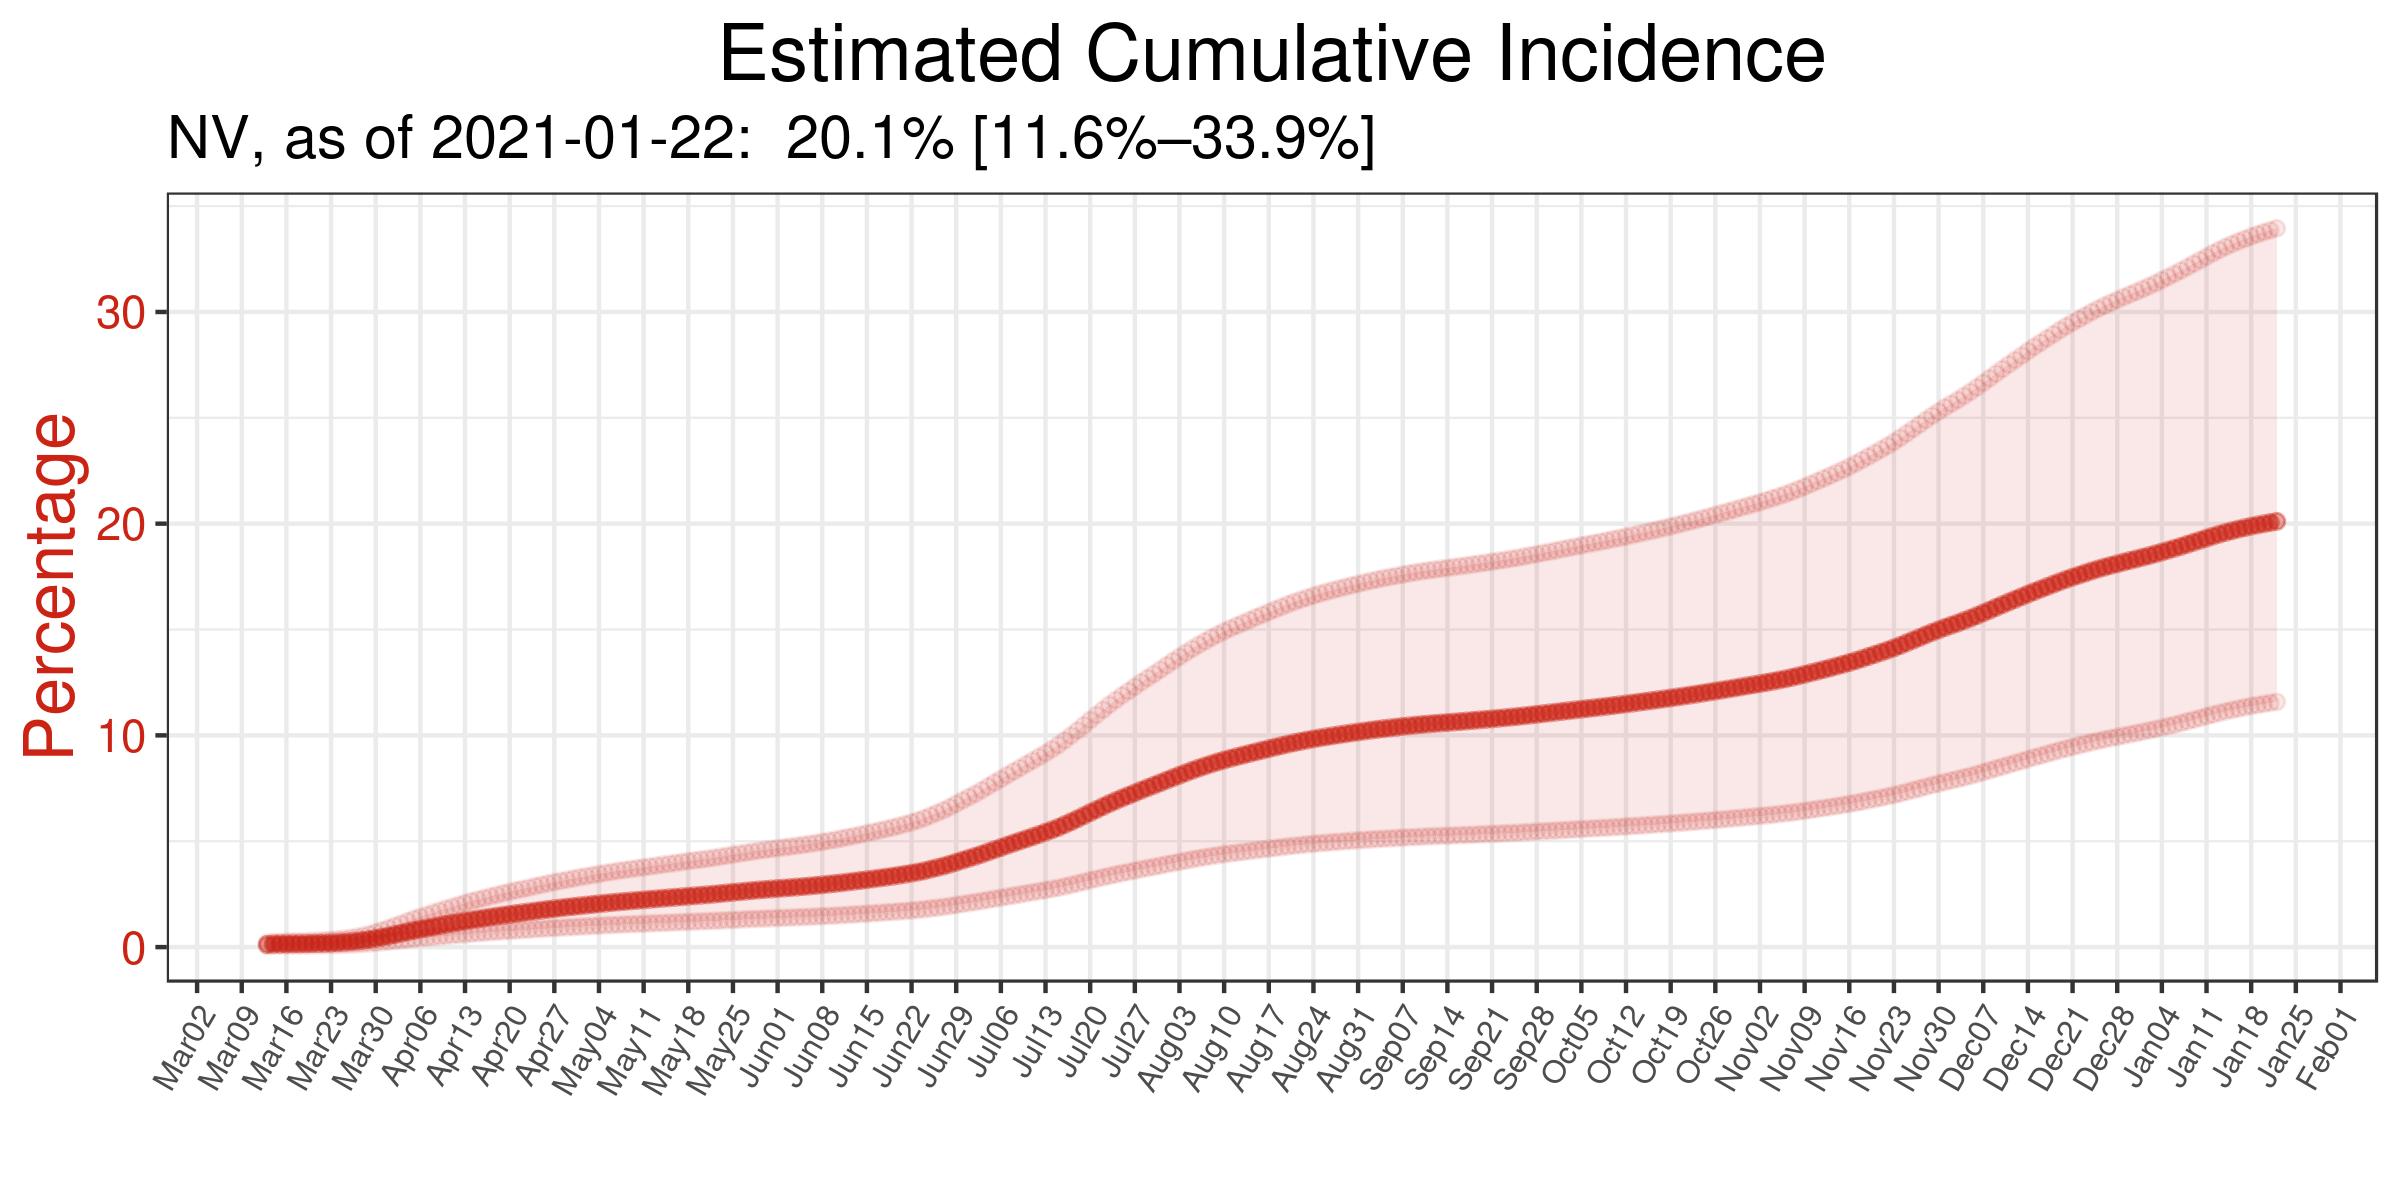 Estimated Cumulative Incidence
NV, as of 2021-01-22:  20.1% [11.6%–33.9%]
Percentage
30
20
10
0
Mar02
Mar09
Mar16
Mar23
Mar30
Apr06
Apr13
Apr20
Apr27
May04
May11
May18
May25
Jun01
Jun08
Jun15
Jun22
Jun29
Jul06
Jul13
Jul20
Jul27
Aug03
Aug10
Aug17
Aug24
Aug31
Sep07
Sep14
Sep21
Sep28
Oct05
Oct12
Oct19
Oct26
Nov02
Nov09
Nov16
Nov23
Nov30
Dec07
Dec14
Dec21
Dec28
Jan04
Jan11
Jan18
Jan25
Feb01